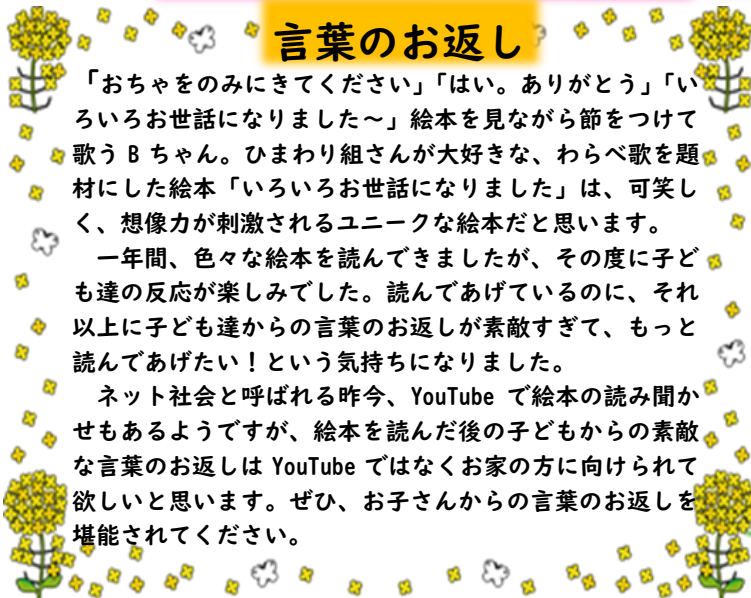 言葉のお返し
「おちゃをのみにきてください」「はい。ありがとう」「い
ろいろお世話になりました～」絵本を見ながら節をつけて
歌う B ちゃん。ひまわり組さんが大好きな、わらべ歌を題
材にした絵本「いろいろお世話になりました」は、可笑し
く、想像力が刺激されるユニークな絵本だと思います。
　一年間、色々な絵本を読んできましたが、その度に子ど
も達の反応が楽しみでした。読んであげているのに、それ
以上に子ども達からの言葉のお返しが素敵すぎて、もっと
読んであげたい！という気持ちになりました。
　ネット社会と呼ばれる昨今、YouTube で絵本の読み聞か
せもあるようですが、絵本を読んだ後の子どもからの素敵
な言葉のお返しは YouTube ではなくお家の方に向けられて
欲しいと思います。ぜひ、お子さんからの言葉のお返しを
堪能されてください。